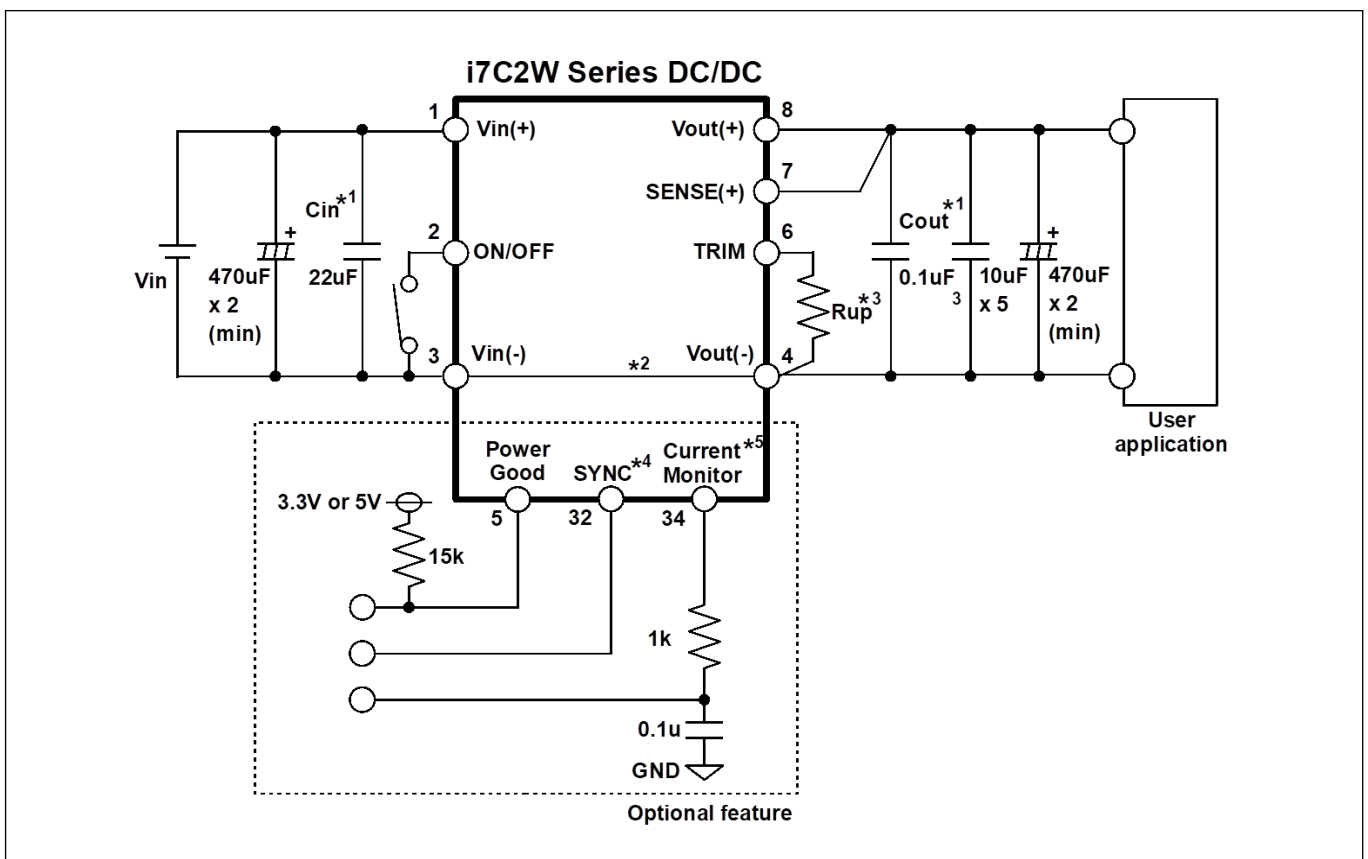 i7C2W Series DC/DC
1
Vin(+)
Vout(+)
8
7
SENSE(+)
Cin*1
2
ON/OFF
TRIM
6
Cout*1
+
+
Vin
470uF
x 2
(min)
22uF
Rup*3
0.1uF
3
10uF
x 5
470uF
x 2
(min)
3
Vin(-)
*2
Vout(-)
4
User
application
Power
Good
SYNC*4
Current*5
Monitor
3.3V or 5V
5
32
34
15k
1k
0.1u
GND
Optional feature